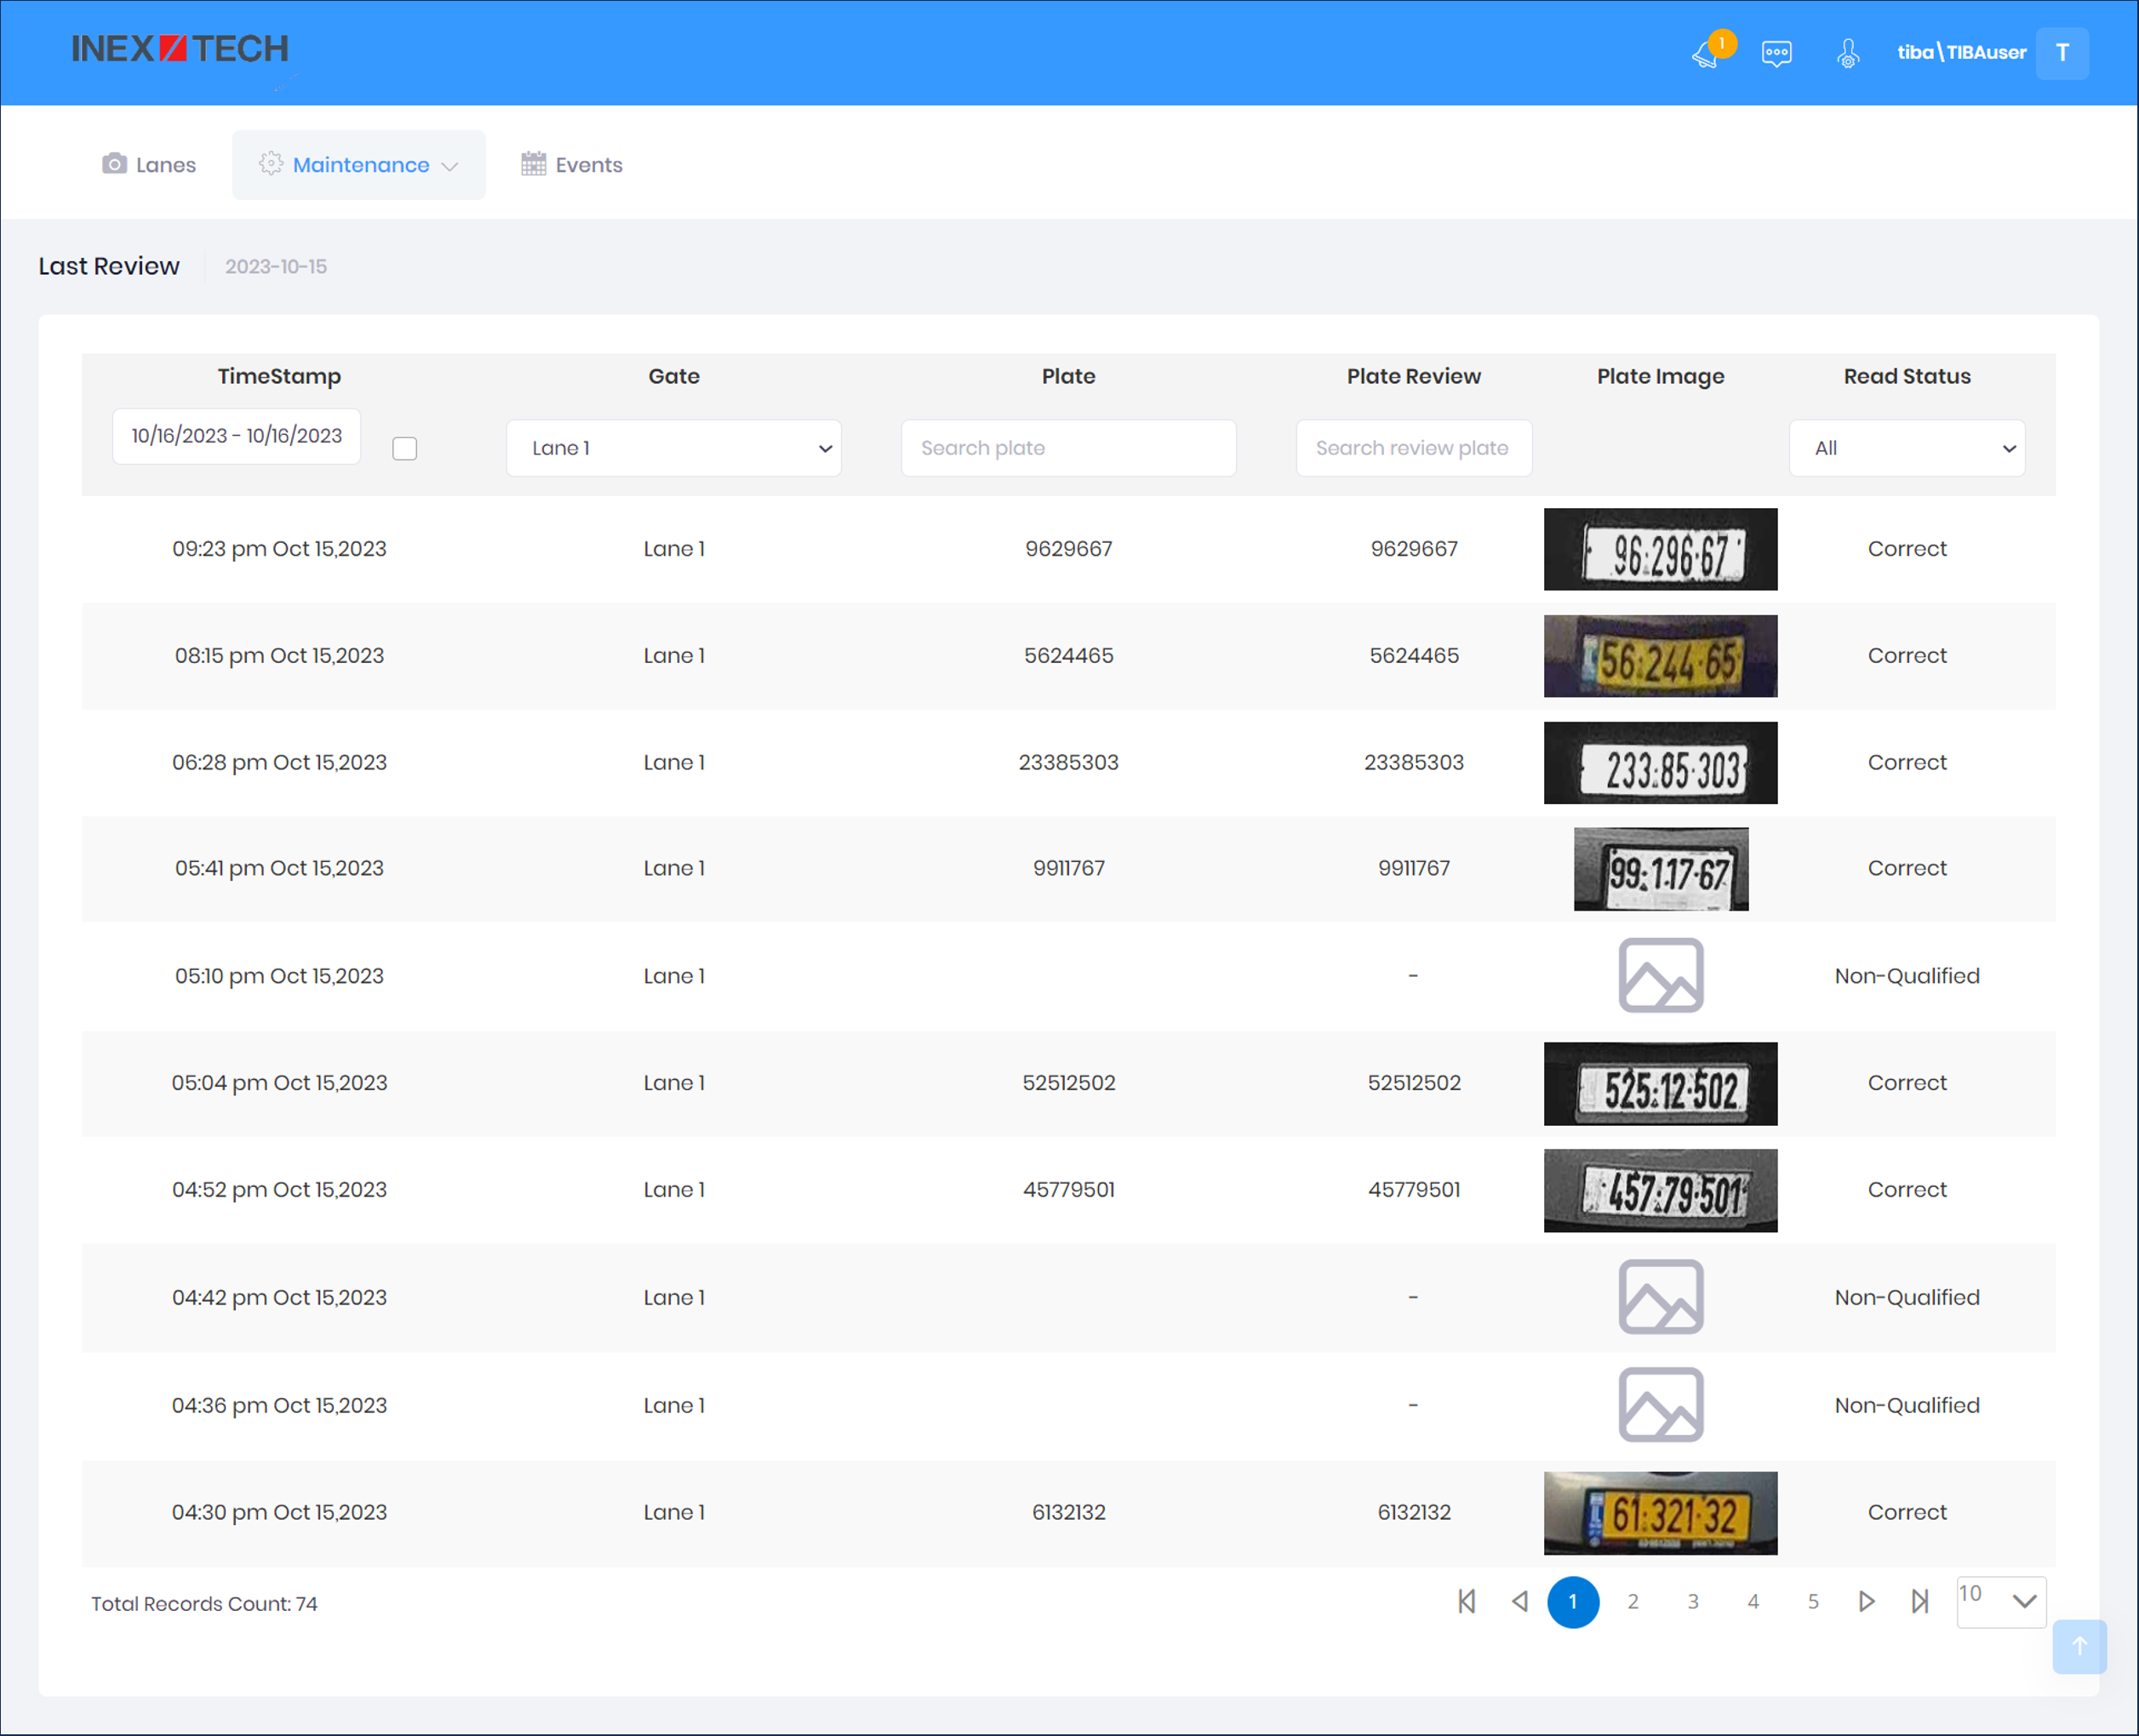 INEX TECH
1
tiba\TIBAuser
T
Lanes
Maintenance
Events
Last Review
2023-10-15
TimeStamp Gate Plate Plate Review Plate Image Read Status
10/16/2023 - 10/16/2023 Lane 1 Search plate Search review plate All
09:23 pm Oct 15,2023 Lane 1 9629667 9629667 96:296·67 Correct
08:15 pm Oct 15,2023 Lane 1 5624465 5624465 56:244·65 Correct
06:28 pm Oct 15,2023 Lane 1 23385303 23385303 233:85·303 Correct
05:41 pm Oct 15,2023 Lane 1 9911767 9911767 99:117·67 Correct
05:10 pm Oct 15,2023 Lane 1 - Non-Qualified
05:04 pm Oct 15,2023 Lane 1 52512502 52512502 525:12·502 Correct
04:52 pm Oct 15,2023 Lane 1 45779501 45779501 457:79·501 Correct
04:42 pm Oct 15,2023 Lane 1 - Non-Qualified
04:36 pm Oct 15,2023 Lane 1 - Non-Qualified
04:30 pm Oct 15,2023 Lane 1 6132132 6132132 61:321·32 Correct
Total Records Count: 74
1 2 3 4 5 10